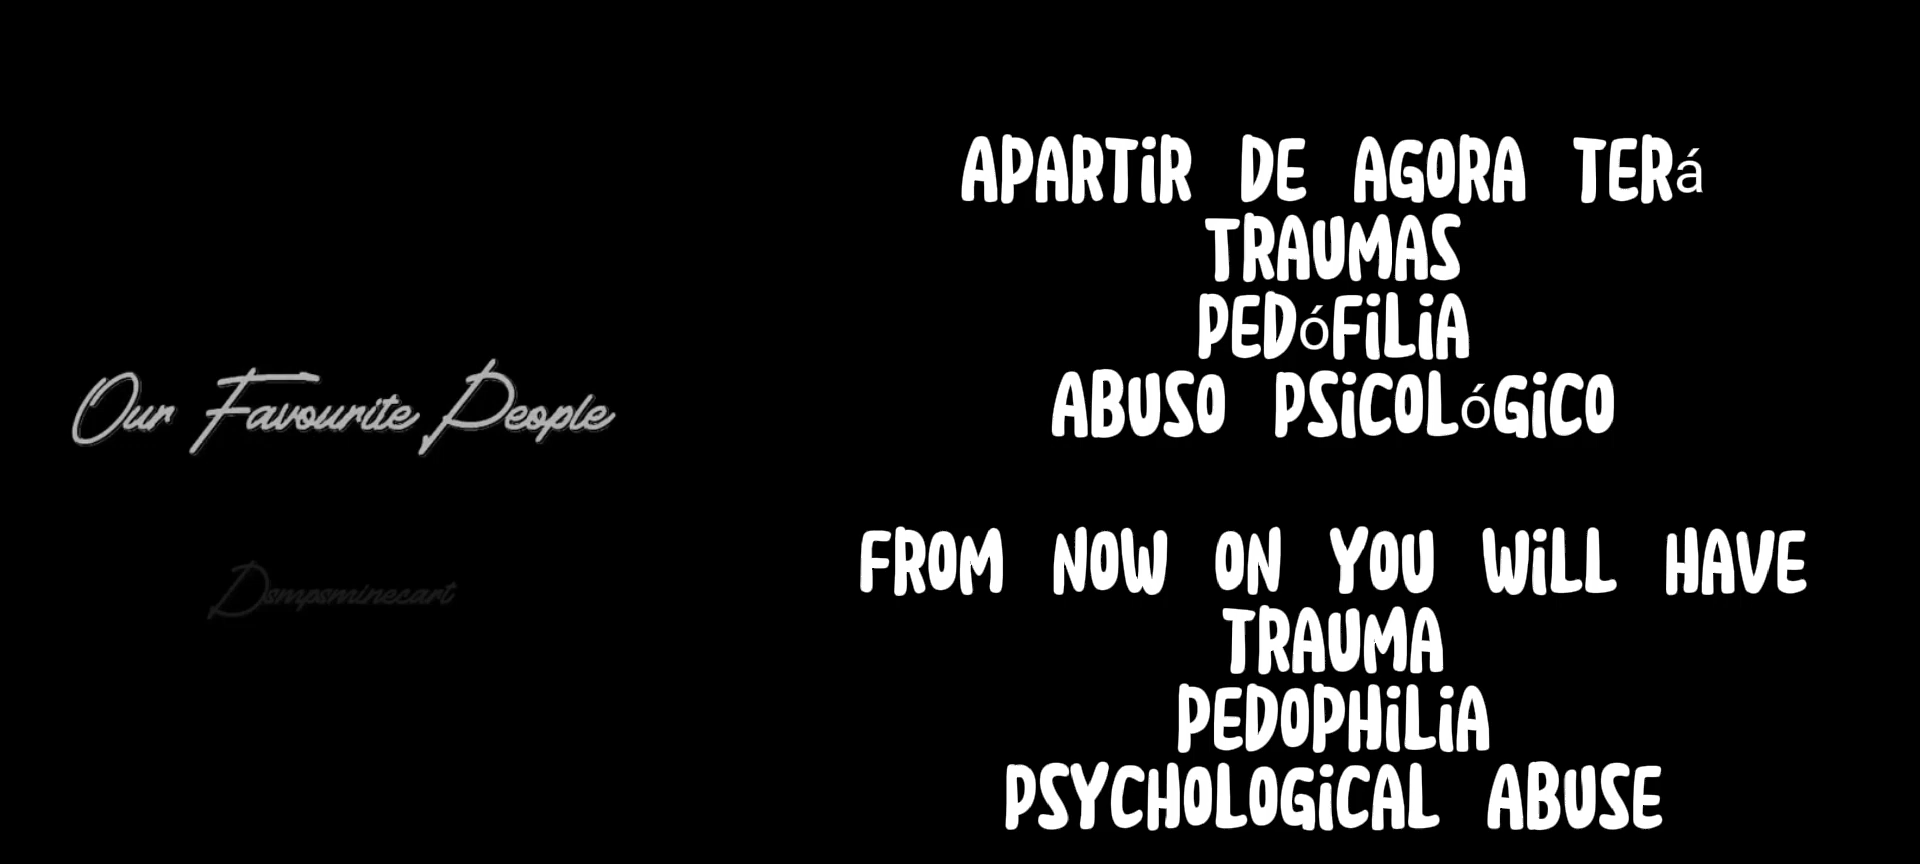 Our Favourite People
Dsmpsminecart
APARTIR DE AGORA TERá
TRAUMAS
PEDóFILIA
ABUSO PSICOLóGICO
FROM NOW ON YOU WILL HAVE
TRAUMA
PEDOPHILIA
PSYCHOLOGICAL ABUSE